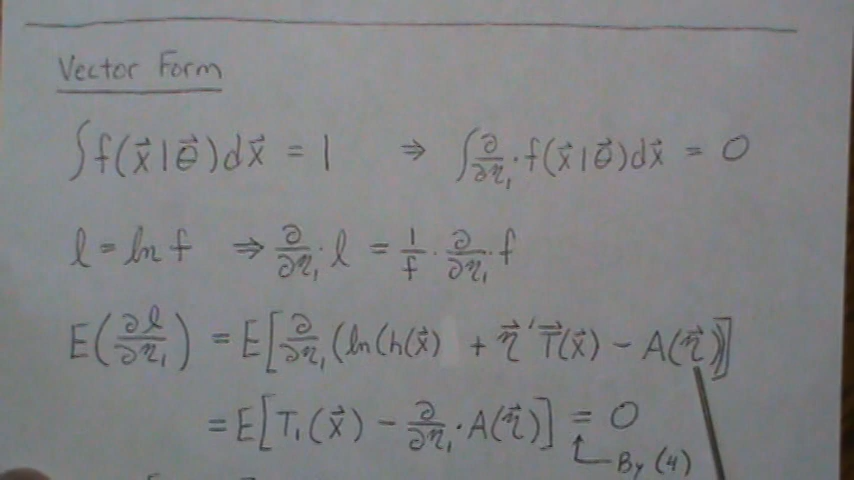 Vector Form
∫f(x⃗|θ⃗)dx⃗ = 1 ⇒ ∫∂/∂η₁·f(x⃗|θ⃗)dx⃗ = 0
l = ln f ⇒ ∂/∂η₁·l = 1/f·∂/∂η₁·f
E(∂l/∂η₁) = E[∂/∂η₁(ln(h(x⃗) + η⃗'T⃗(x⃗) - A(η⃗))]
= E[T₁(x⃗) - ∂/∂η₁·A(η⃗)] = 0
By (4)